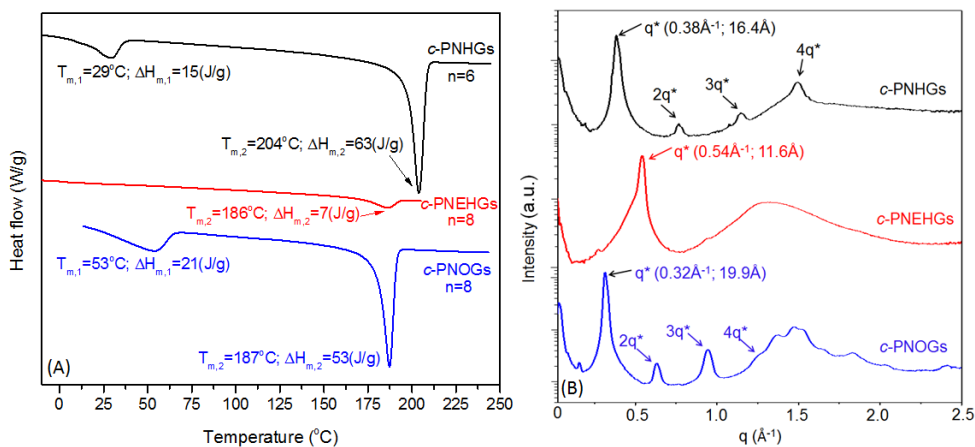 c-PNHGs
n=6
T_m,1=29°C; ΔH_m,1=15(J/g)
T_m,2=204°C; ΔH_m,2=63(J/g)
T_m,2=186°C; ΔH_m,2=7(J/g)
c-PNEHGs
n=8
T_m,1=53°C; ΔH_m,1=21(J/g)
c-PNOGs
n=8
T_m,2=187°C; ΔH_m,2=53(J/g)
(A)
Heat flow (W/g)
0 25 50 75 100 125 150 175 200 225 250
Temperature (°C)
q* (0.38Å⁻¹; 16.4Å)
4q*
2q*
3q*
c-PNHGs
q* (0.54Å⁻¹; 11.6Å)
c-PNEHGs
q* (0.32Å⁻¹; 19.9Å)
2q*
3q*
4q*
c-PNOGs
(B)
Intensity (a.u.)
0 0.5 1.0 1.5 2.0 2.5
q (Å⁻¹)